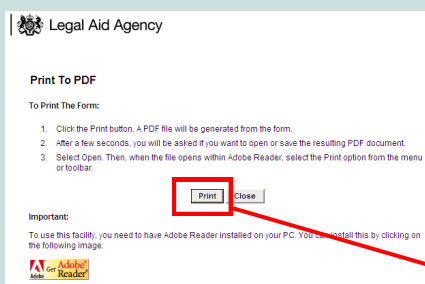 Legal Aid Agency
Print To PDF
To Print The Form:
1. Click the Print button. A PDF file will be generated from the form.
2. After a few seconds, you will be asked if you want to open or save the resulting PDF document.
3. Select Open. Then, when the file opens within Adobe Reader, select the Print option from the menu
or toolbar.
Print Close
Important:
To use this facility, you need to have Adobe Reader installed on your PC. You can install this by clicking on
the following image:
Adobe Get Adobe® Reader®